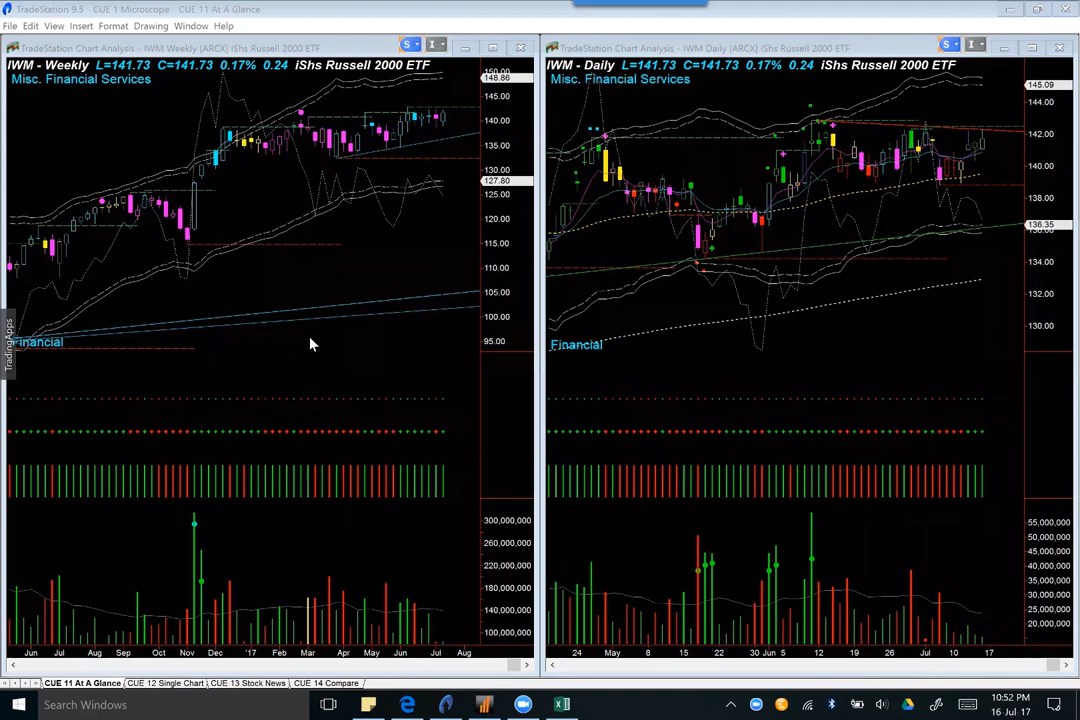 TradeStation 9.5 - CUE 1 Microscope - CUE 11 At A Glance
File Edit View Insert Format Drawing Window Help
TradeStation Chart Analysis - IWM Weekly [ARCX] iShs Russell 2000 ETF
S
I
IWM - Weekly L=141.73 C=141.73 0.17% 0.24 iShs Russell 2000 ETF
Misc. Financial Services
150.00
148.86
145.00
140.00
135.00
130.00
127.80
125.00
120.00
115.00
110.00
105.00
100.00
95.00
TradingApps
Financial
300,000,000
260,000,000
220,000,000
180,000,000
140,000,000
100,000,000
Jun Jul Aug Sep Oct Nov Dec '17 Feb Mar Apr May Jun Jul Aug
TradeStation Chart Analysis - IWM Daily [ARCX] iShs Russell 2000 ETF
S
I
IWM - Daily L=141.73 C=141.73 0.17% 0.24 iShs Russell 2000 ETF
Misc. Financial Services
145.09
144.00
142.00
140.00
138.00
136.35
134.00
132.00
130.00
Financial
55,000,000
50,000,000
45,000,000
40,000,000
35,000,000
30,000,000
25,000,000
20,000,000
24 May 8 15 22 30 Jun 5 12 19 26 Jul 10 17
CUE 11 At A Glance CUE 12 Single Chart CUE 13 Stock News CUE 14 Compare
Search Windows
10:52 PM
16 Jul 17